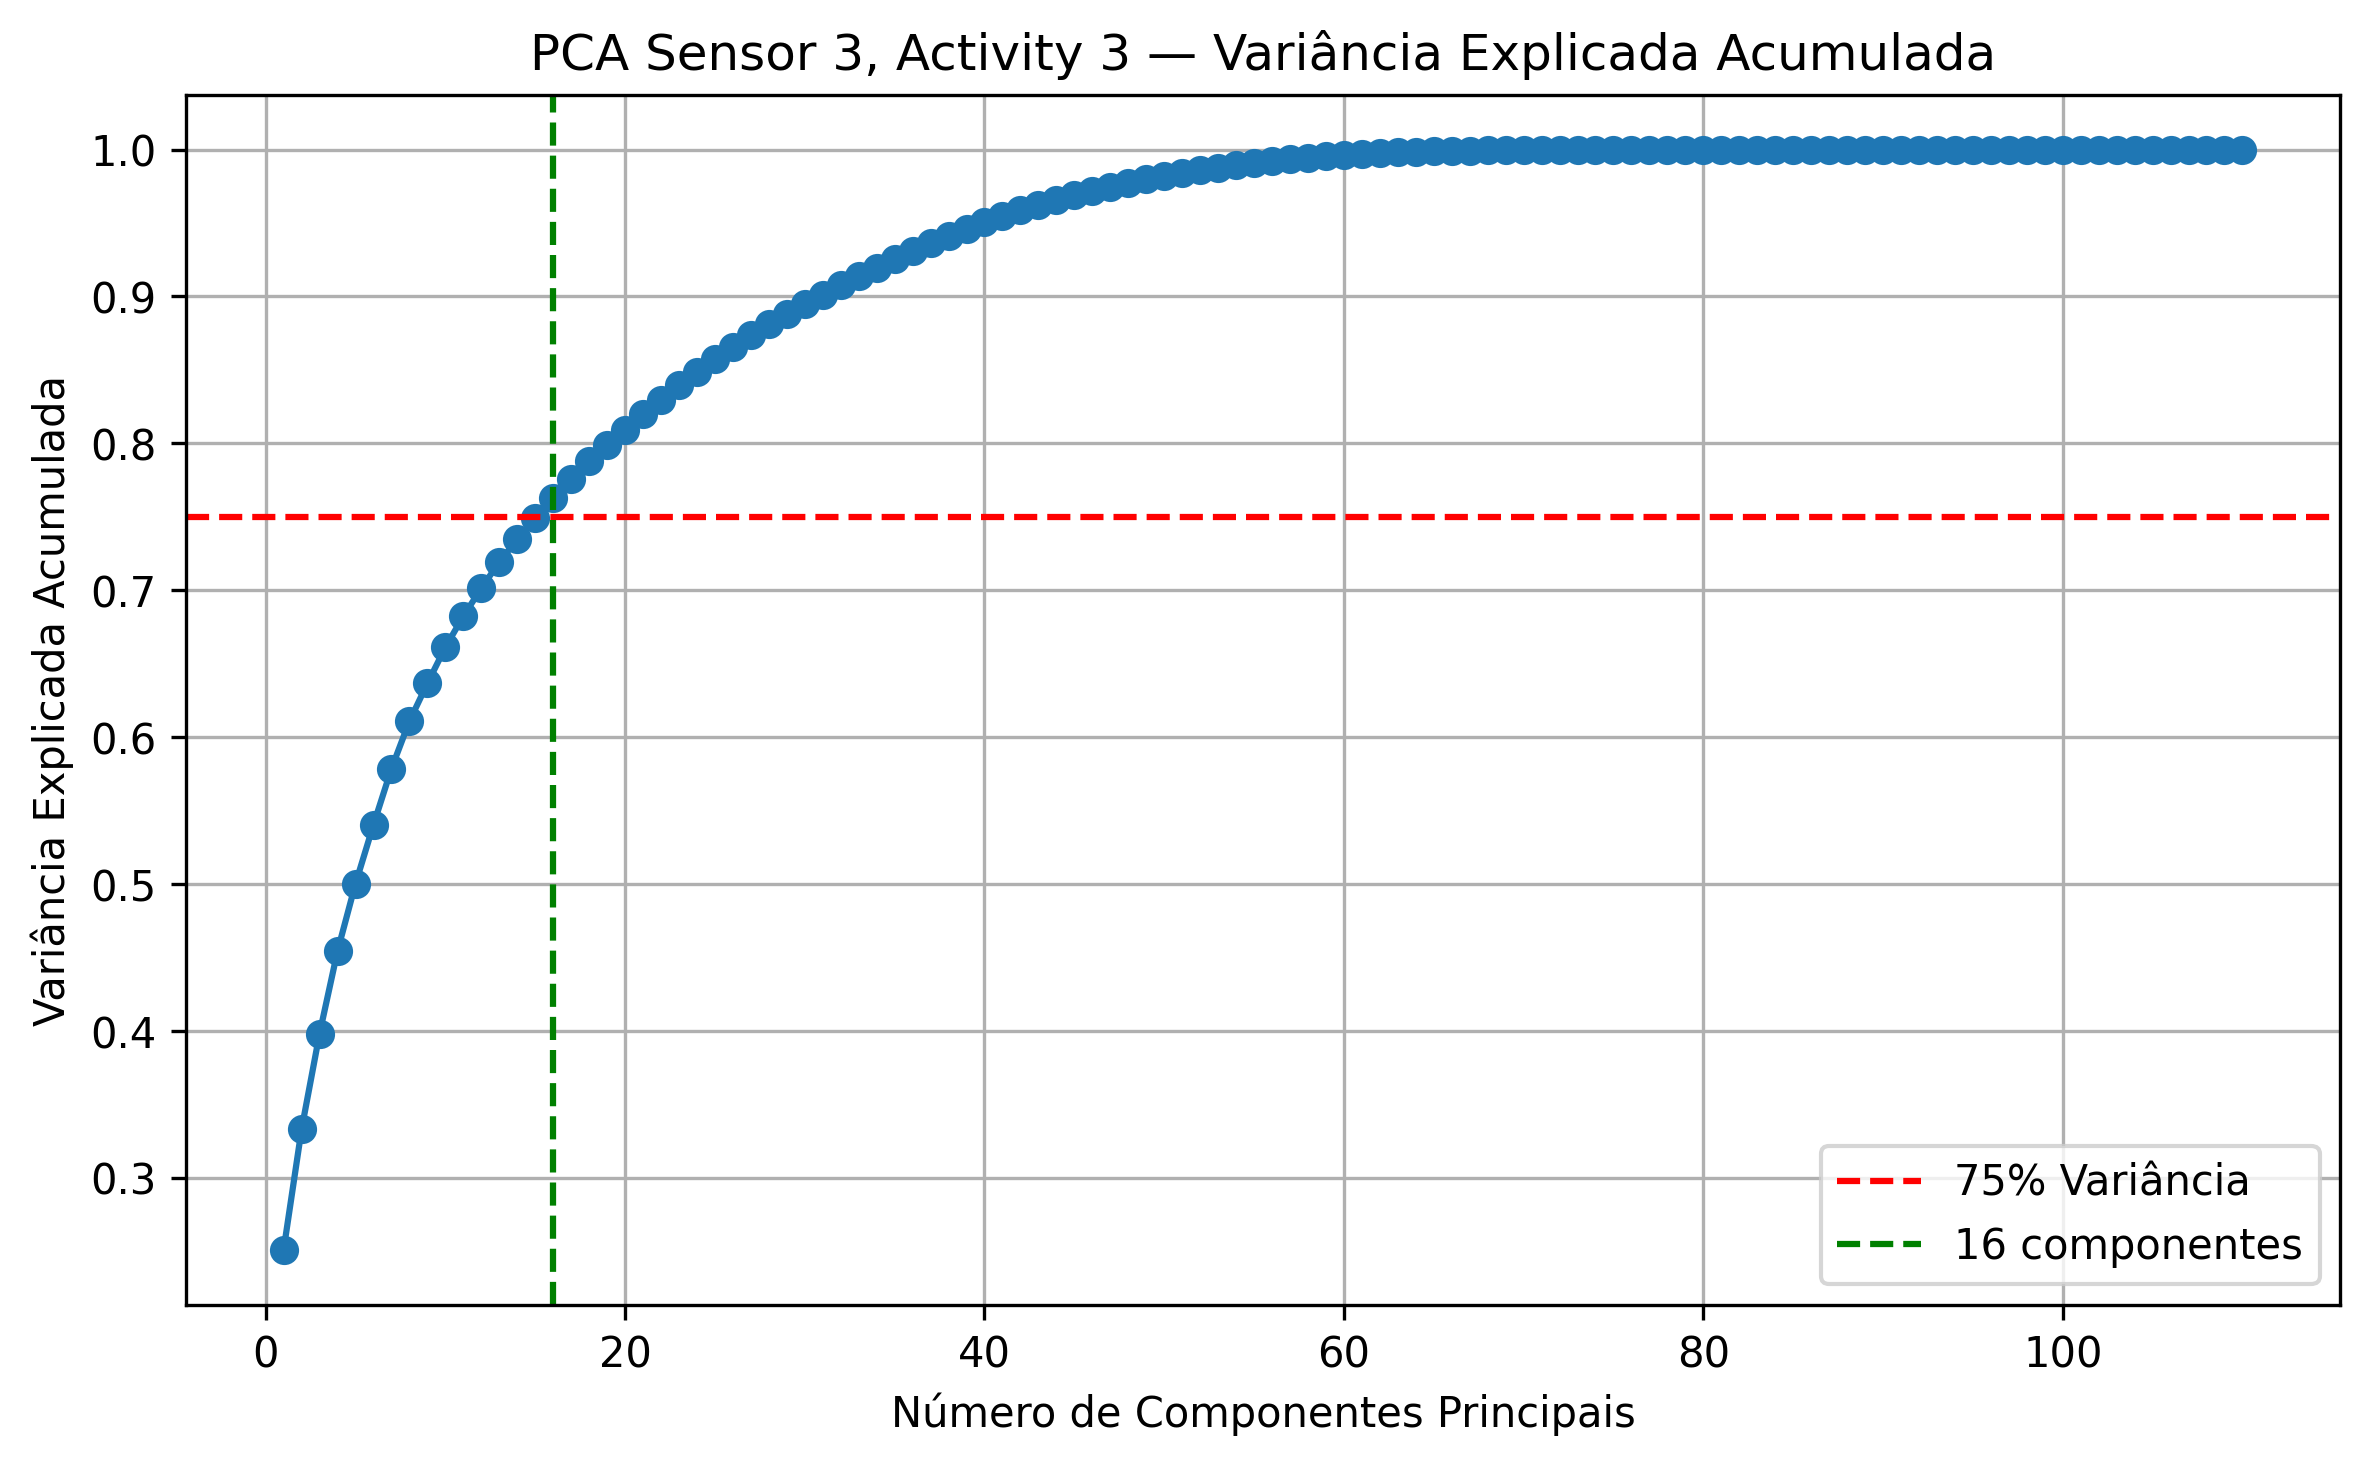 PCA Sensor 3, Activity 3 — Variância Explicada Acumulada
Variância Explicada Acumulada
1.0
0.9
0.8
0.7
0.6
0.5
0.4
0.3
75% Variância
16 componentes
0 20 40 60 80 100
Número de Componentes Principais